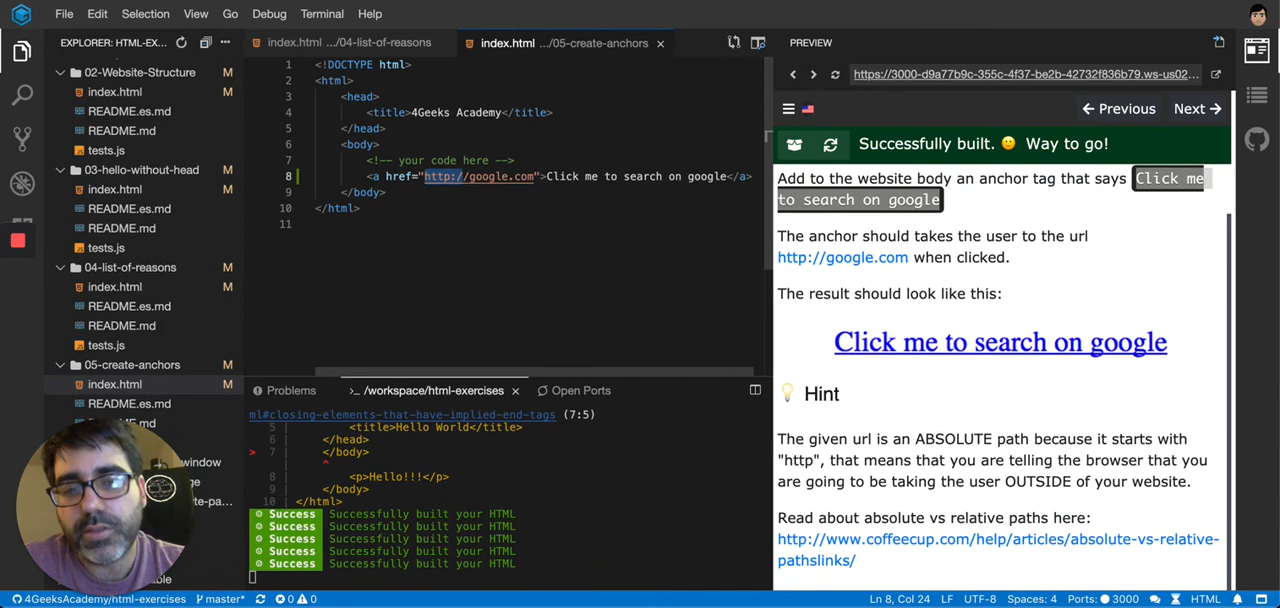 File Edit Selection View Go Debug Terminal Help
EXPLORER: HTML-EX...
02-Website-Structure M
index.html M
README.es.md
README.md
tests.js
03-hello-without-head M
index.html M
README.es.md
README.md
tests.js
04-list-of-reasons M
index.html M
README.es.md
README.md
tests.js
05-create-anchors M
index.html M
README.es.md
index.html .../04-list-of-reasons
index.html .../05-create-anchors
1 <!DOCTYPE html>
2 <html>
3 <head>
4 <title>4Geeks Academy</title>
5 </head>
6 <body>
7 <!-- your code here -->
8 <a href="http://google.com">Click me to search on google</a>
9 </body>
10 </html>
11
Problems >_ /workspace/html-exercises Open Ports
ml#closing-elements-that-have-implied-end-tags (7:5)
5 | <title>Hello World</title>
6 | </head>
> 7 | </body>
| ^
8 | <p>Hello!!!</p>
9 | </body>
10 | </html>
Success Successfully built your HTML
Success Successfully built your HTML
Success Successfully built your HTML
Success Successfully built your HTML
Success Successfully built your HTML
PREVIEW
https://3000-d9a77b9c-355c-4f37-be2b-42732f836b79.ws-us02...
Previous Next
Successfully built. Way to go!
Add to the website body an anchor tag that says Click me
to search on google
The anchor should takes the user to the url
http://google.com when clicked.
The result should look like this:
Click me to search on google
Hint
The given url is an ABSOLUTE path because it starts with
"http", that means that you are telling the browser that you
are going to be taking the user OUTSIDE of your website.
Read about absolute vs relative paths here:
http://www.coffeecup.com/help/articles/absolute-vs-relative-
pathslinks/
4GeeksAcademy/html-exercises master* 0 0 Ln 8, Col 24 LF UTF-8 Spaces: 4 Ports: 3000 HTML